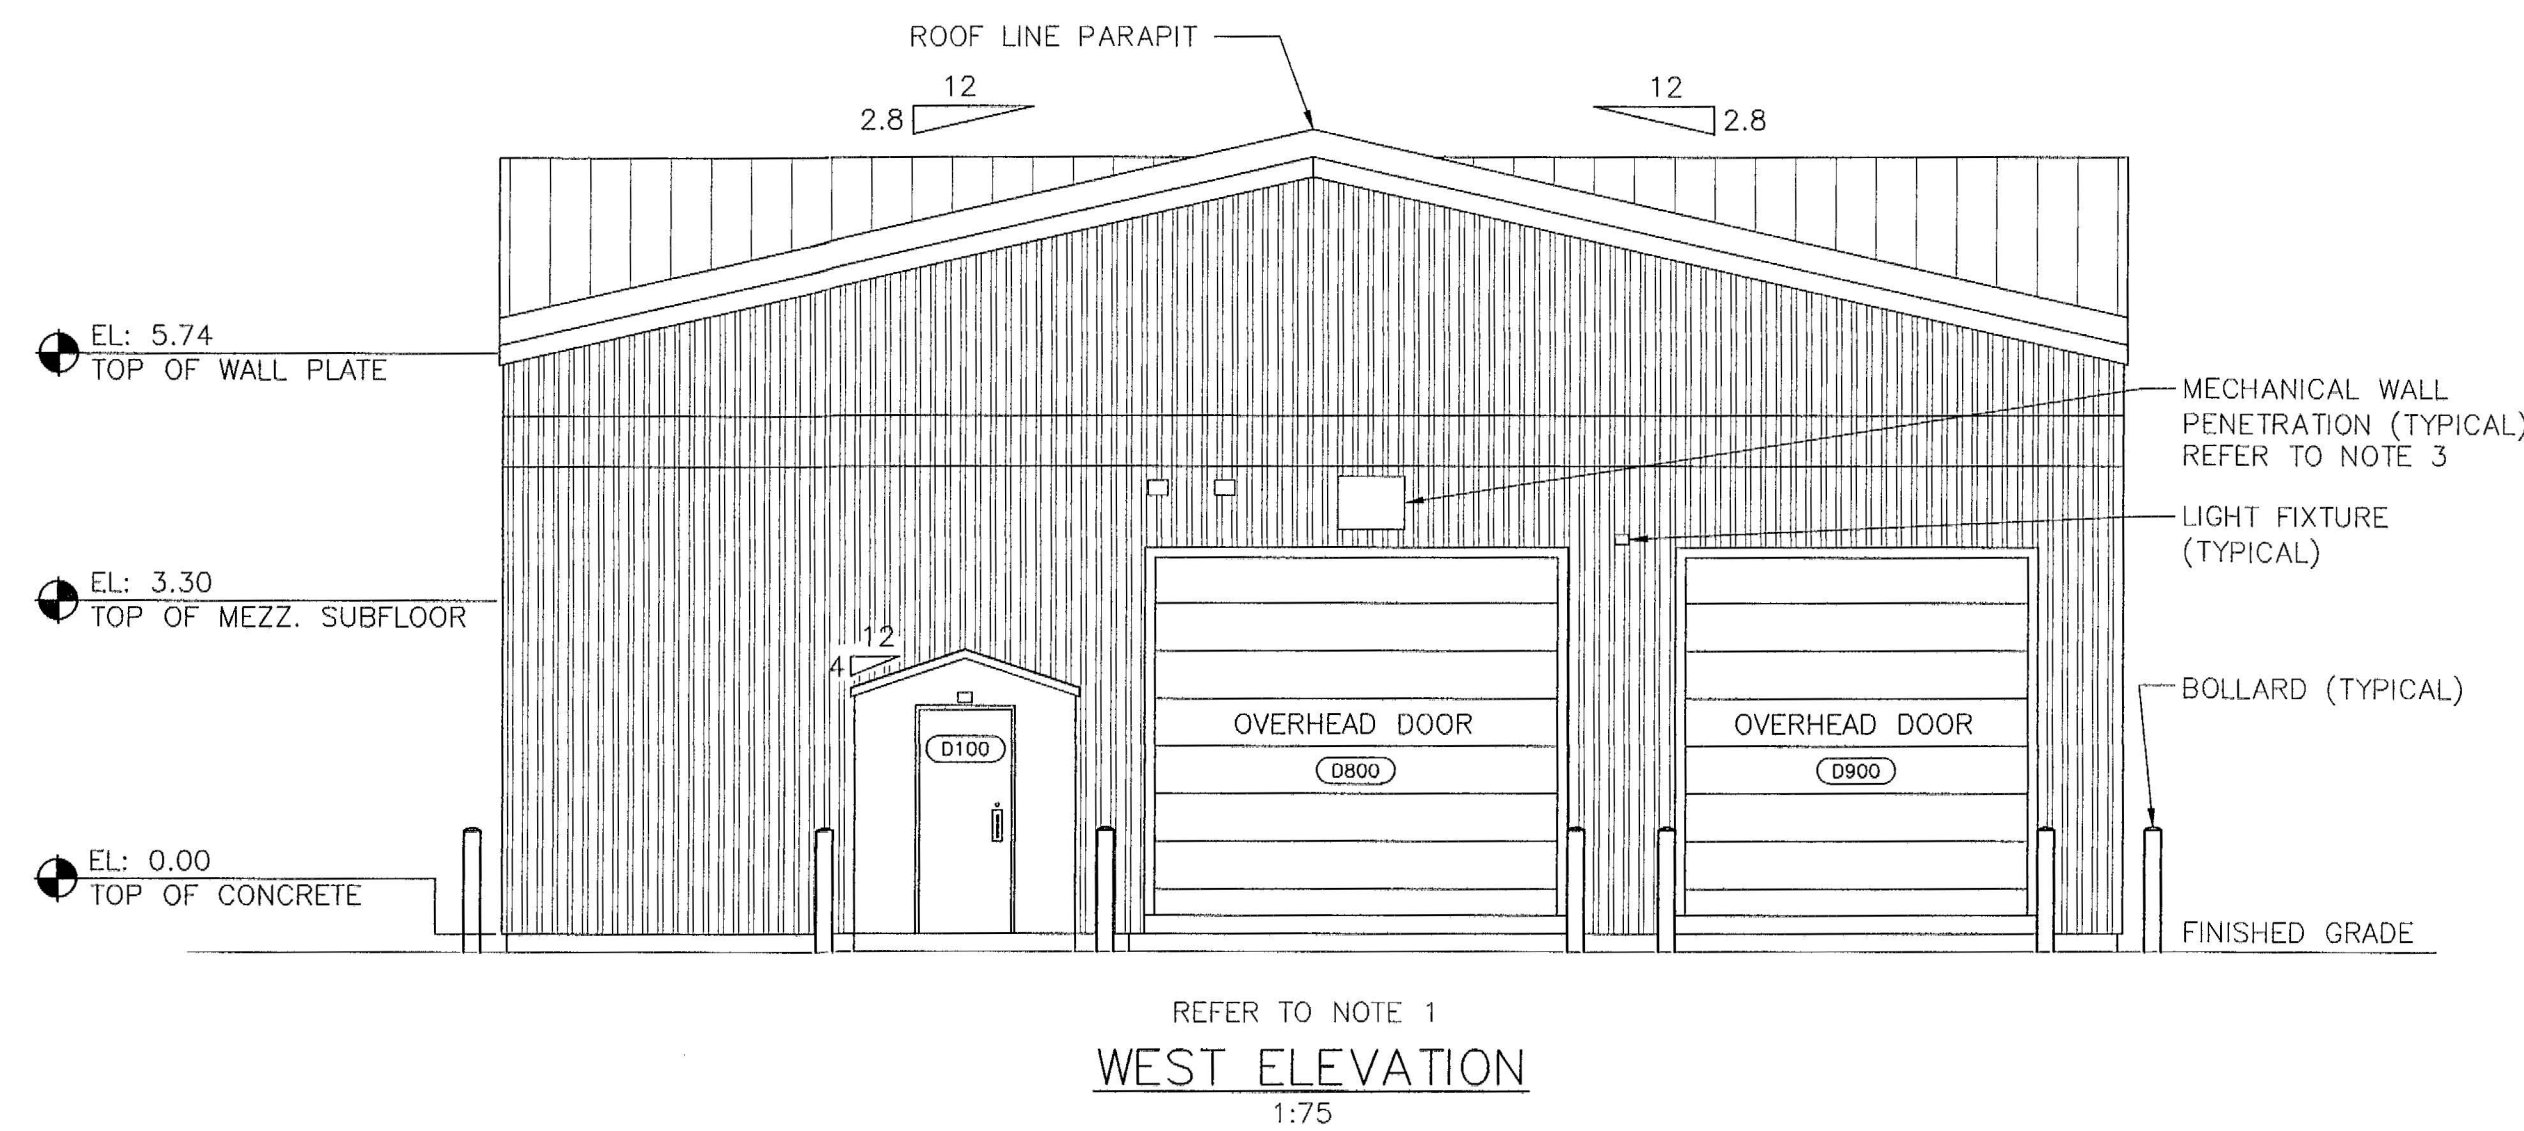 ROOF LINE PARAPIT
12
2.8
12
2.8
EL: 5.74
TOP OF WALL PLATE
MECHANICAL WALL
PENETRATION (TYPICAL)
REFER TO NOTE 3
LIGHT FIXTURE
(TYPICAL)
EL: 3.30
TOP OF MEZZ. SUBFLOOR
12
4
BOLLARD (TYPICAL)
OVERHEAD DOOR
OVERHEAD DOOR
D100
D800
D900
EL: 0.00
TOP OF CONCRETE
FINISHED GRADE
REFER TO NOTE 1
WEST ELEVATION
1:75